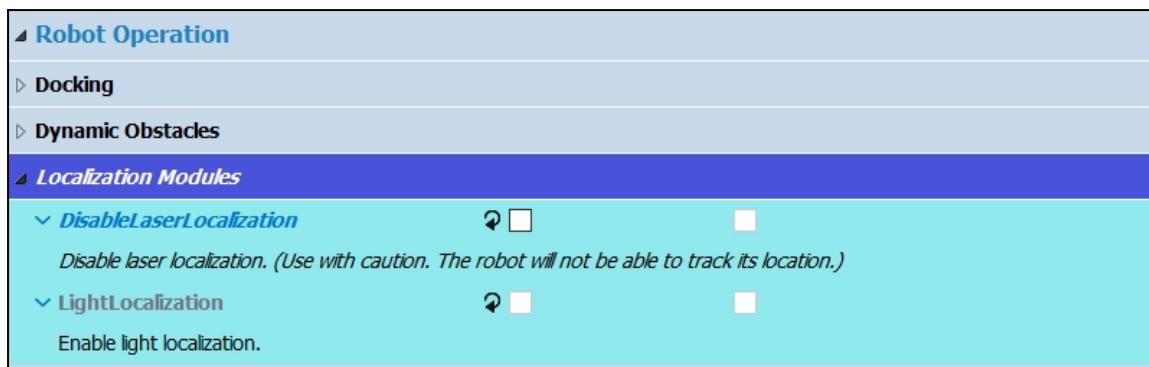 Robot Operation
Docking
Dynamic Obstacles
Localization Modules
DisableLaserLocalization
Disable laser localization. (Use with caution. The robot will not be able to track its location.)
LightLocalization
Enable light localization.